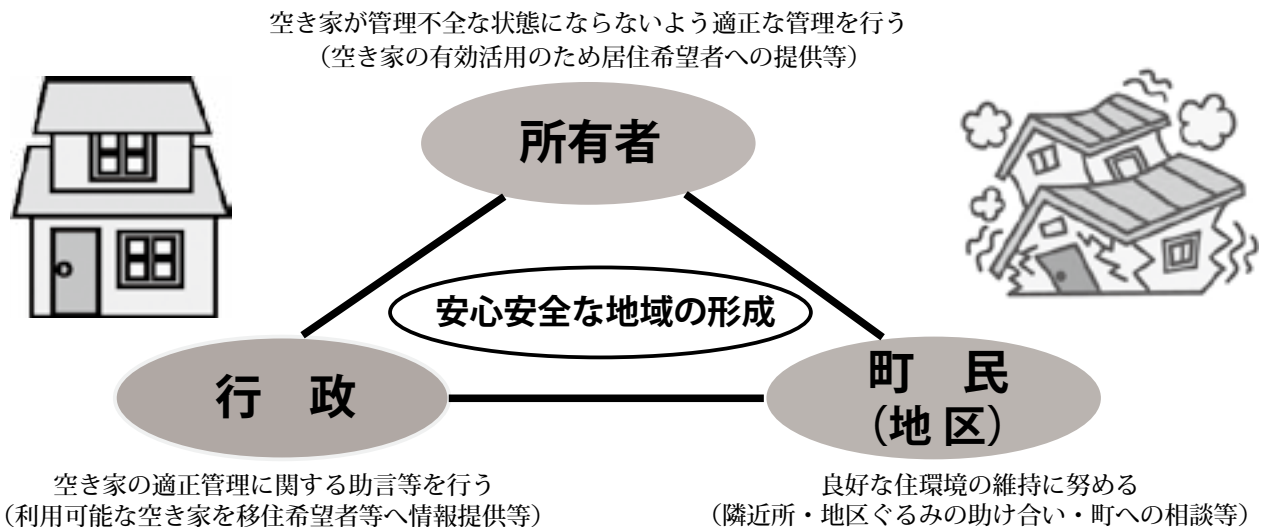 空き家が管理不全な状態にならないよう適正な管理を行う
（空き家の有効活用のため居住希望者への提供等）
所有者
安心安全な地域の形成
行　政
町　民
（地 区）
空き家の適正管理に関する助言等を行う
（利用可能な空き家を移住希望者等へ情報提供等）
良好な住環境の維持に努める
（隣近所・地区ぐるみの助け合い・町への相談等）